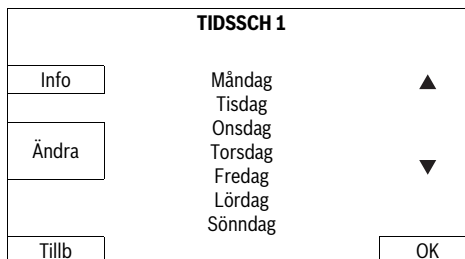 TIDSSCH 1
Info
Måndag
Tisdag
Onsdag
Ändra
Torsdag
Fredag
Lördag
Sönndag
Tillb
OK